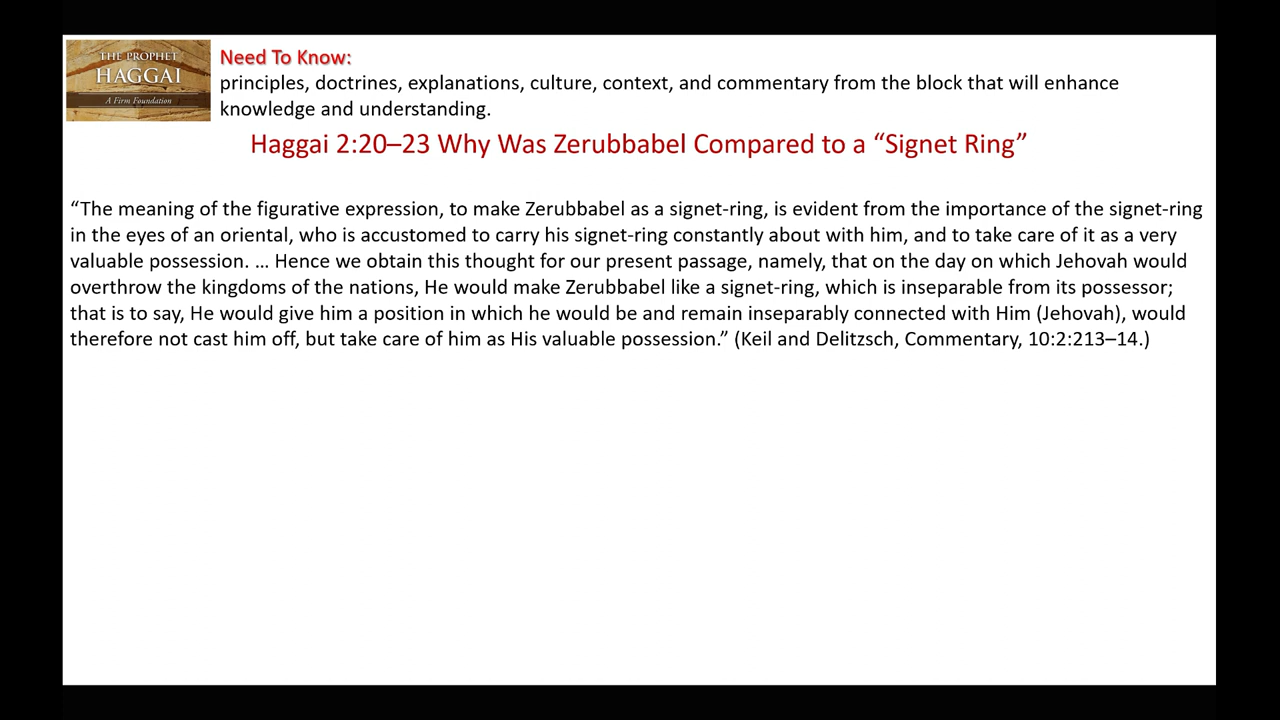 THE PROPHET
HAGGAI
A Firm Foundation
Need To Know:
principles, doctrines, explanations, culture, context, and commentary from the block that will enhance
knowledge and understanding.
Haggai 2:20–23 Why Was Zerubbabel Compared to a “Signet Ring”
“The meaning of the figurative expression, to make Zerubbabel as a signet-ring, is evident from the importance of the signet-ring
in the eyes of an oriental, who is accustomed to carry his signet-ring constantly about with him, and to take care of it as a very
valuable possession. … Hence we obtain this thought for our present passage, namely, that on the day on which Jehovah would
overthrow the kingdoms of the nations, He would make Zerubbabel like a signet-ring, which is inseparable from its possessor;
that is to say, He would give him a position in which he would be and remain inseparably connected with Him (Jehovah), would
therefore not cast him off, but take care of him as His valuable possession.” (Keil and Delitzsch, Commentary, 10:2:213–14.)